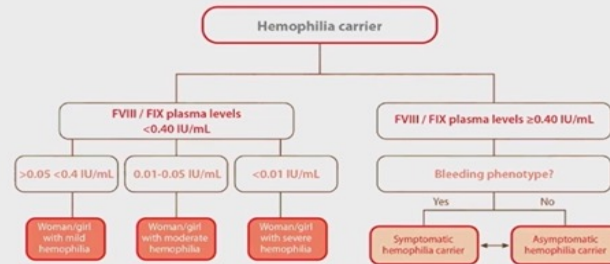 Hemophilia carrier
FVIII / FIX plasma levels
<0.40 IU/mL
FVIII / FIX plasma levels ≥0.40 IU/mL
>0.05 <0.4 IU/mL
0.01-0.05 IU/mL
<0.01 IU/mL
Bleeding phenotype?
Yes
No
Woman/girl
with mild
hemophilia
Woman/girl
with moderate
hemophilia
Woman/girl
with severe
hemophilia
Symptomatic
hemophilia carrier
Asymptomatic
hemophilia carrier